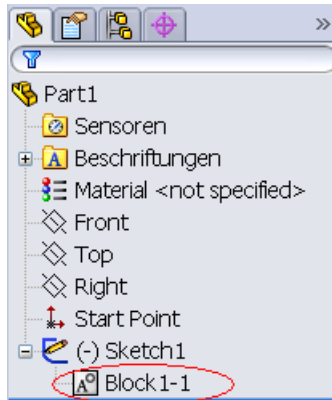 »
Part1
Sensoren
A Beschriftungen
Material <not specified>
Front
Top
Right
Start Point
(-) Sketch1
A Block1-1